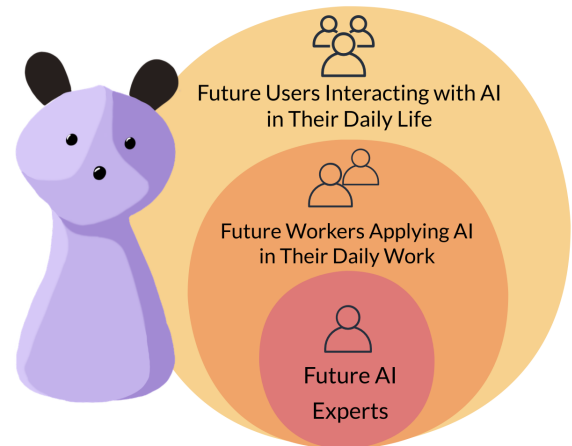 Future Users Interacting with AI
in Their Daily Life
Future Workers Applying AI
in Their Daily Work
Future AI
Experts